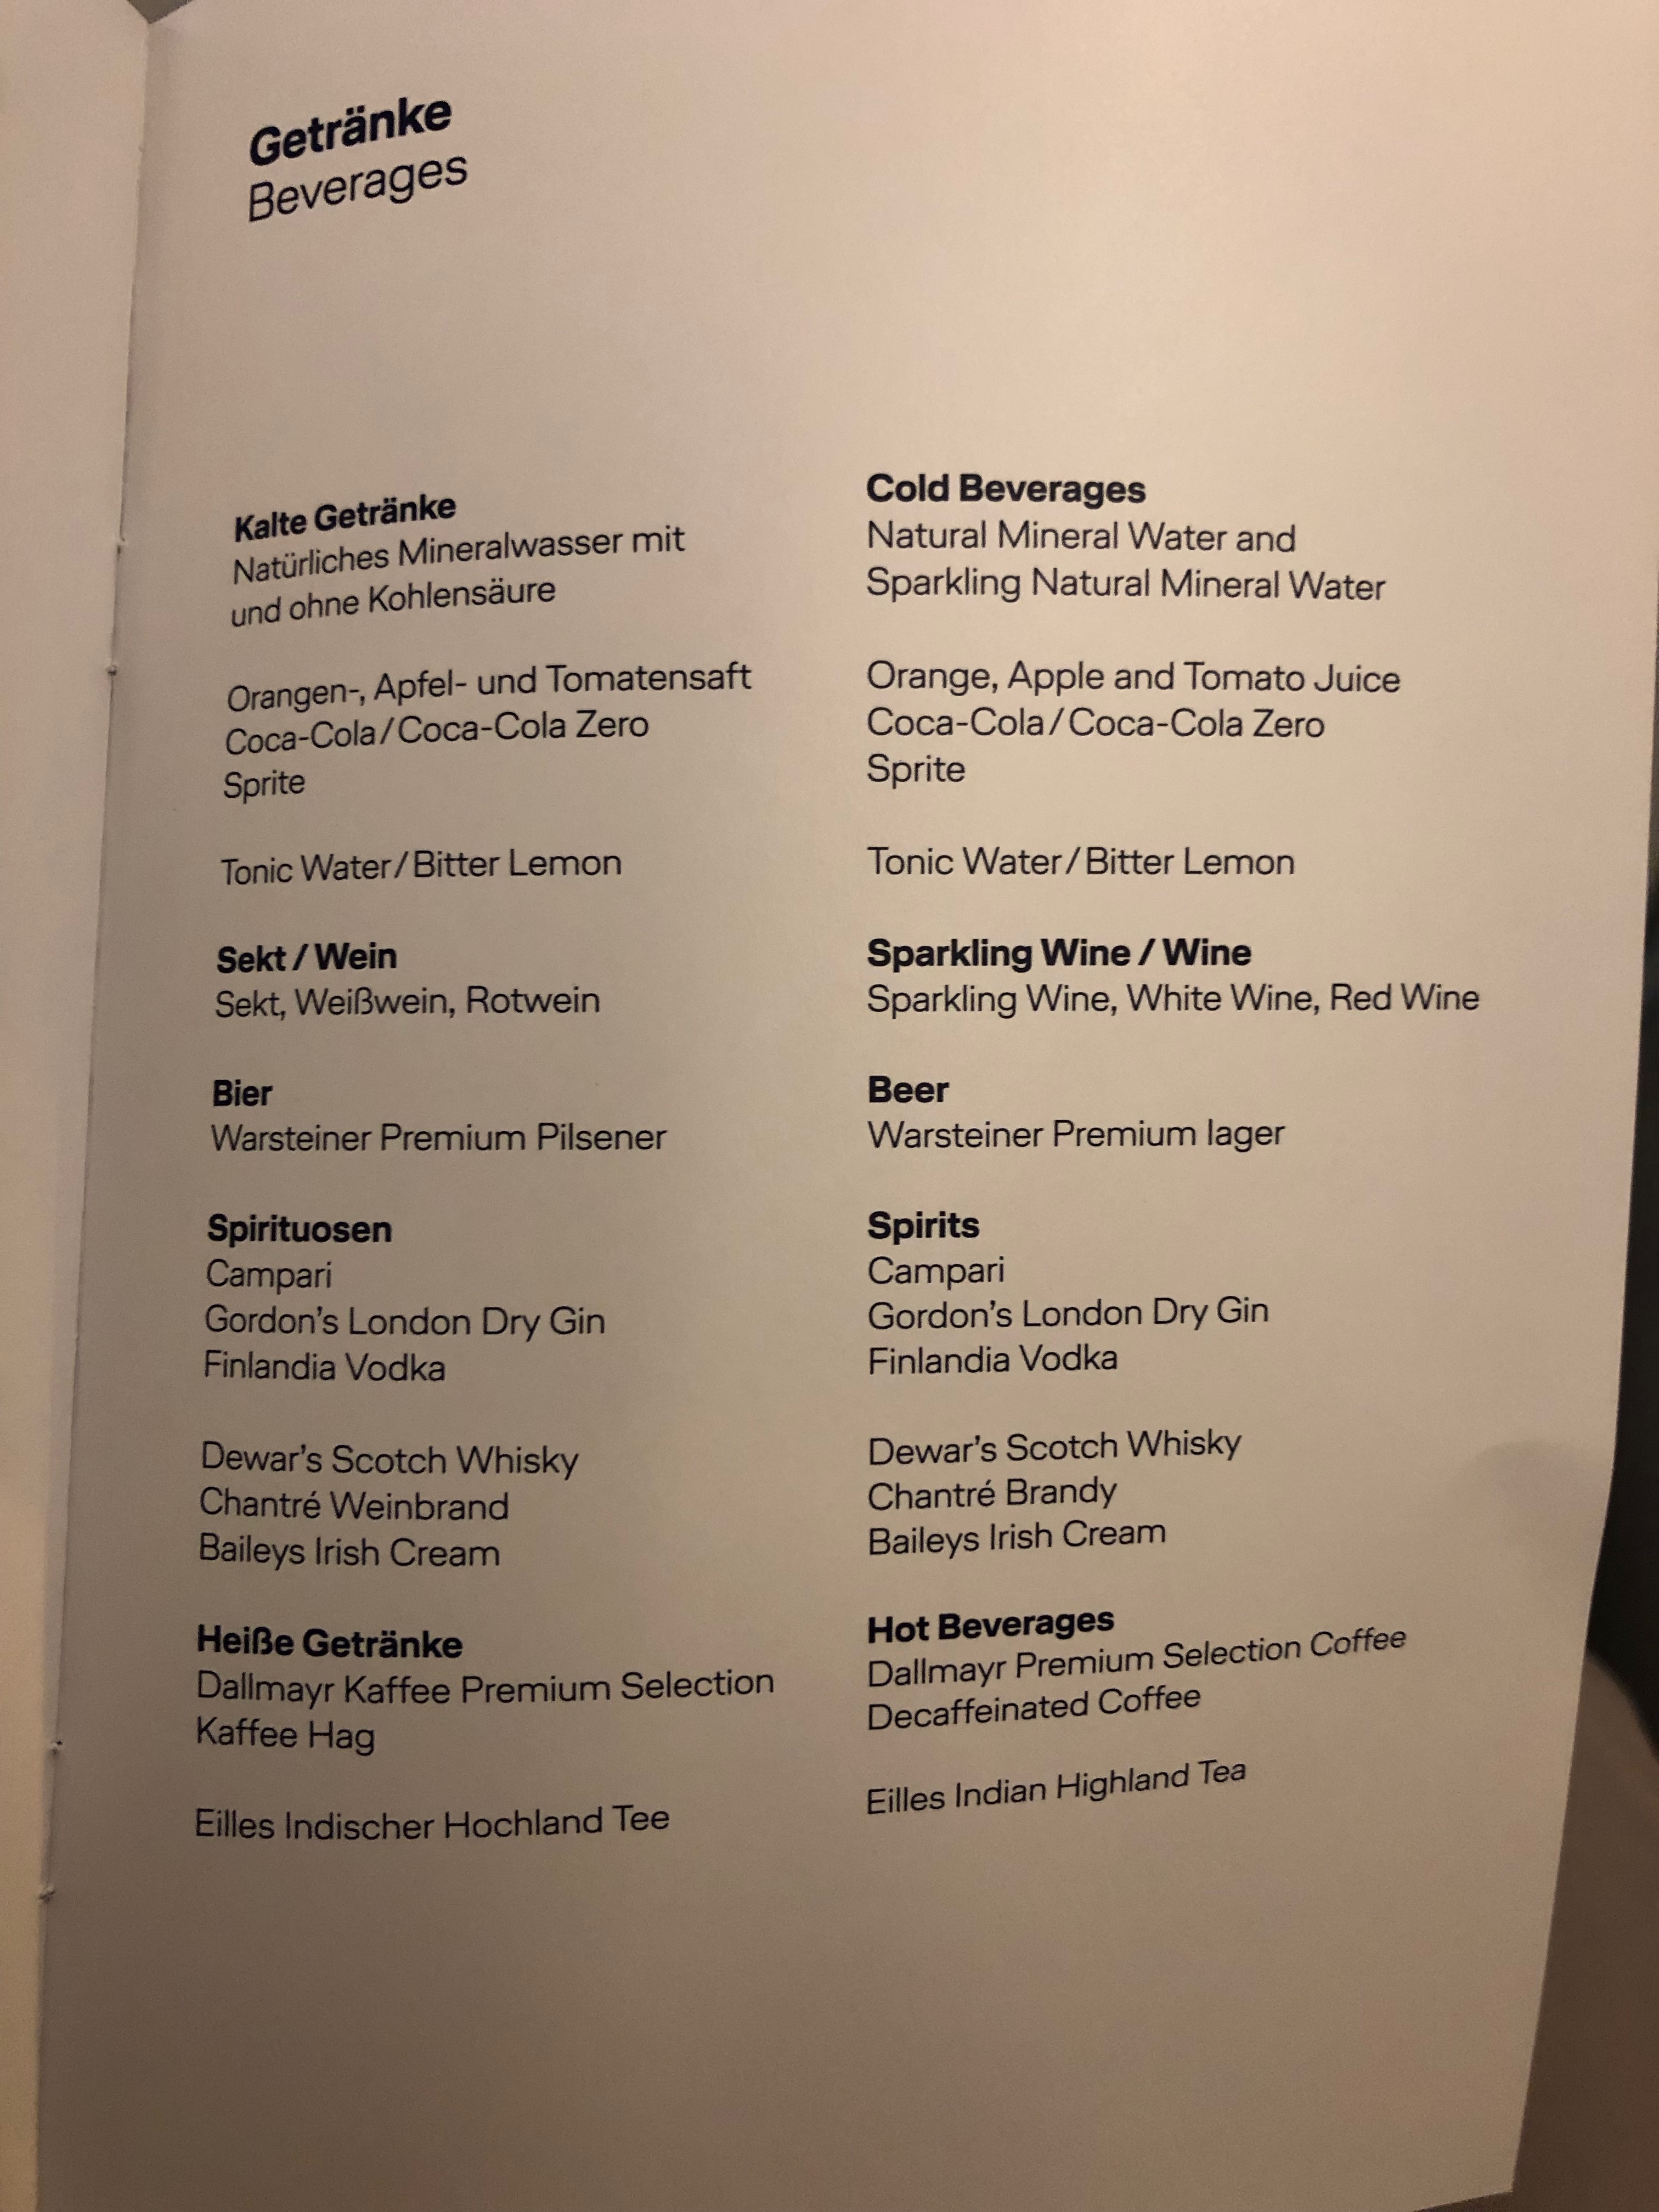 Getränke
Beverages
Kalte Getränke
Natürliches Mineralwasser mit
und ohne Kohlensäure
Orangen-, Apfel- und Tomatensaft
Coca-Cola/Coca-Cola Zero
Sprite
Tonic Water/Bitter Lemon
Sekt / Wein
Sekt, Weißwein, Rotwein
Bier
Warsteiner Premium Pilsener
Spirituosen
Campari
Gordon's London Dry Gin
Finlandia Vodka
Dewar's Scotch Whisky
Chantré Weinbrand
Baileys Irish Cream
Heiße Getränke
Dallmayr Kaffee Premium Selection
Kaffee Hag
Eilles Indischer Hochland Tee
Cold Beverages
Natural Mineral Water and
Sparkling Natural Mineral Water
Orange, Apple and Tomato Juice
Coca-Cola/Coca-Cola Zero
Sprite
Tonic Water/Bitter Lemon
Sparkling Wine / Wine
Sparkling Wine, White Wine, Red Wine
Beer
Warsteiner Premium lager
Spirits
Campari
Gordon's London Dry Gin
Finlandia Vodka
Dewar's Scotch Whisky
Chantré Brandy
Baileys Irish Cream
Hot Beverages
Dallmayr Premium Selection Coffee
Decaffeinated Coffee
Eilles Indian Highland Tea